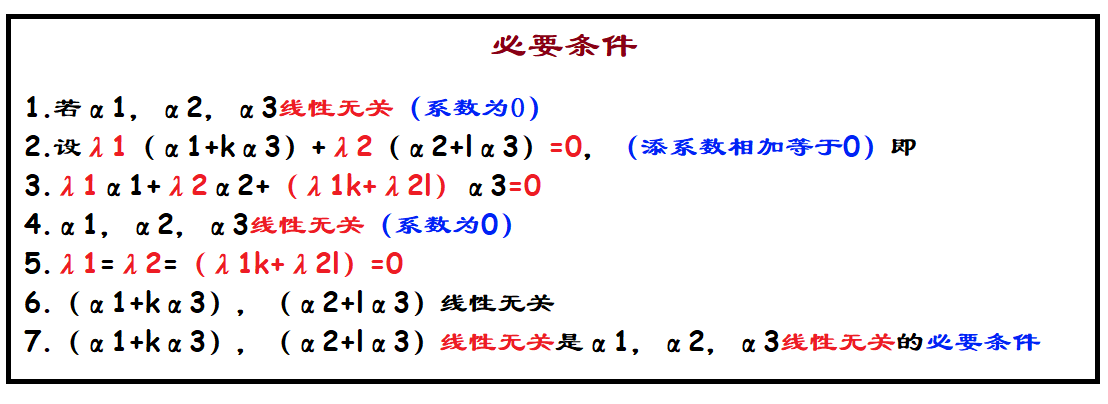 必要条件
1.若α1，α2，α3线性无关（系数为0）
2.设λ1（α1+kα3）+λ2（α2+lα3）=0，（添系数相加等于0）即
3.λ1α1+λ2α2+（λ1k+λ2l）α3=0
4.α1，α2，α3线性无关（系数为0）
5.λ1=λ2=（λ1k+λ2l）=0
6.（α1+kα3），（α2+lα3）线性无关
7.（α1+kα3），（α2+lα3）线性无关是α1，α2，α3线性无关的必要条件